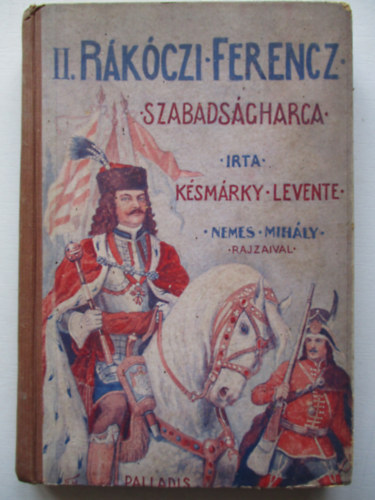 II. RÁKÓCZI·FERENCZ·
·SZABADSÁGHARCA·
·IRTA·
KÉSMÁRKY·LEVENTE·
·NEMES·MIHÁLY·
·RAJZAIVAL·
PALLADIS